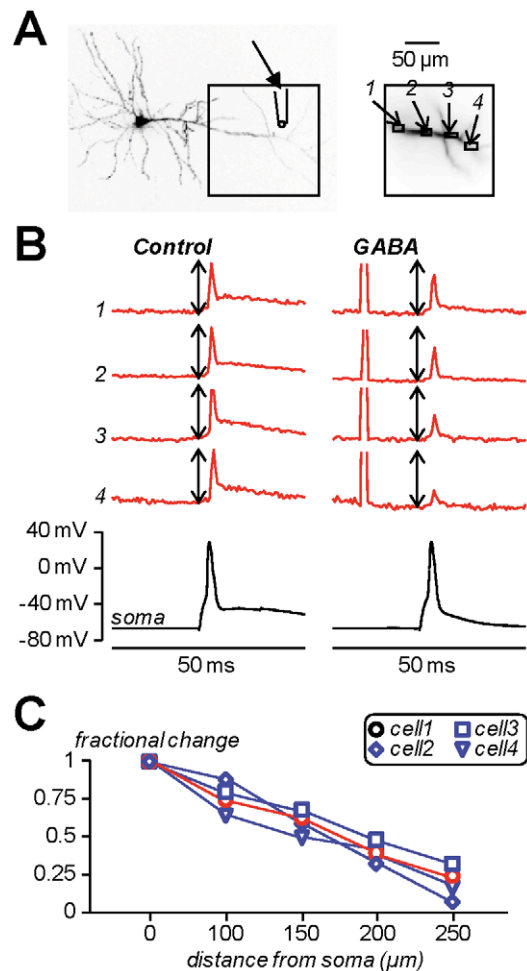 A
50 μm
1 2 3 4
B
Control GABA
1
2
3
4
40 mV
0 mV
-40 mV
-80 mV
soma
50 ms 50 ms
C
fractional change
cell1 cell3
cell2 cell4
1
0.75
0.5
0.25
0
0 100 150 200 250
distance from soma (μm)